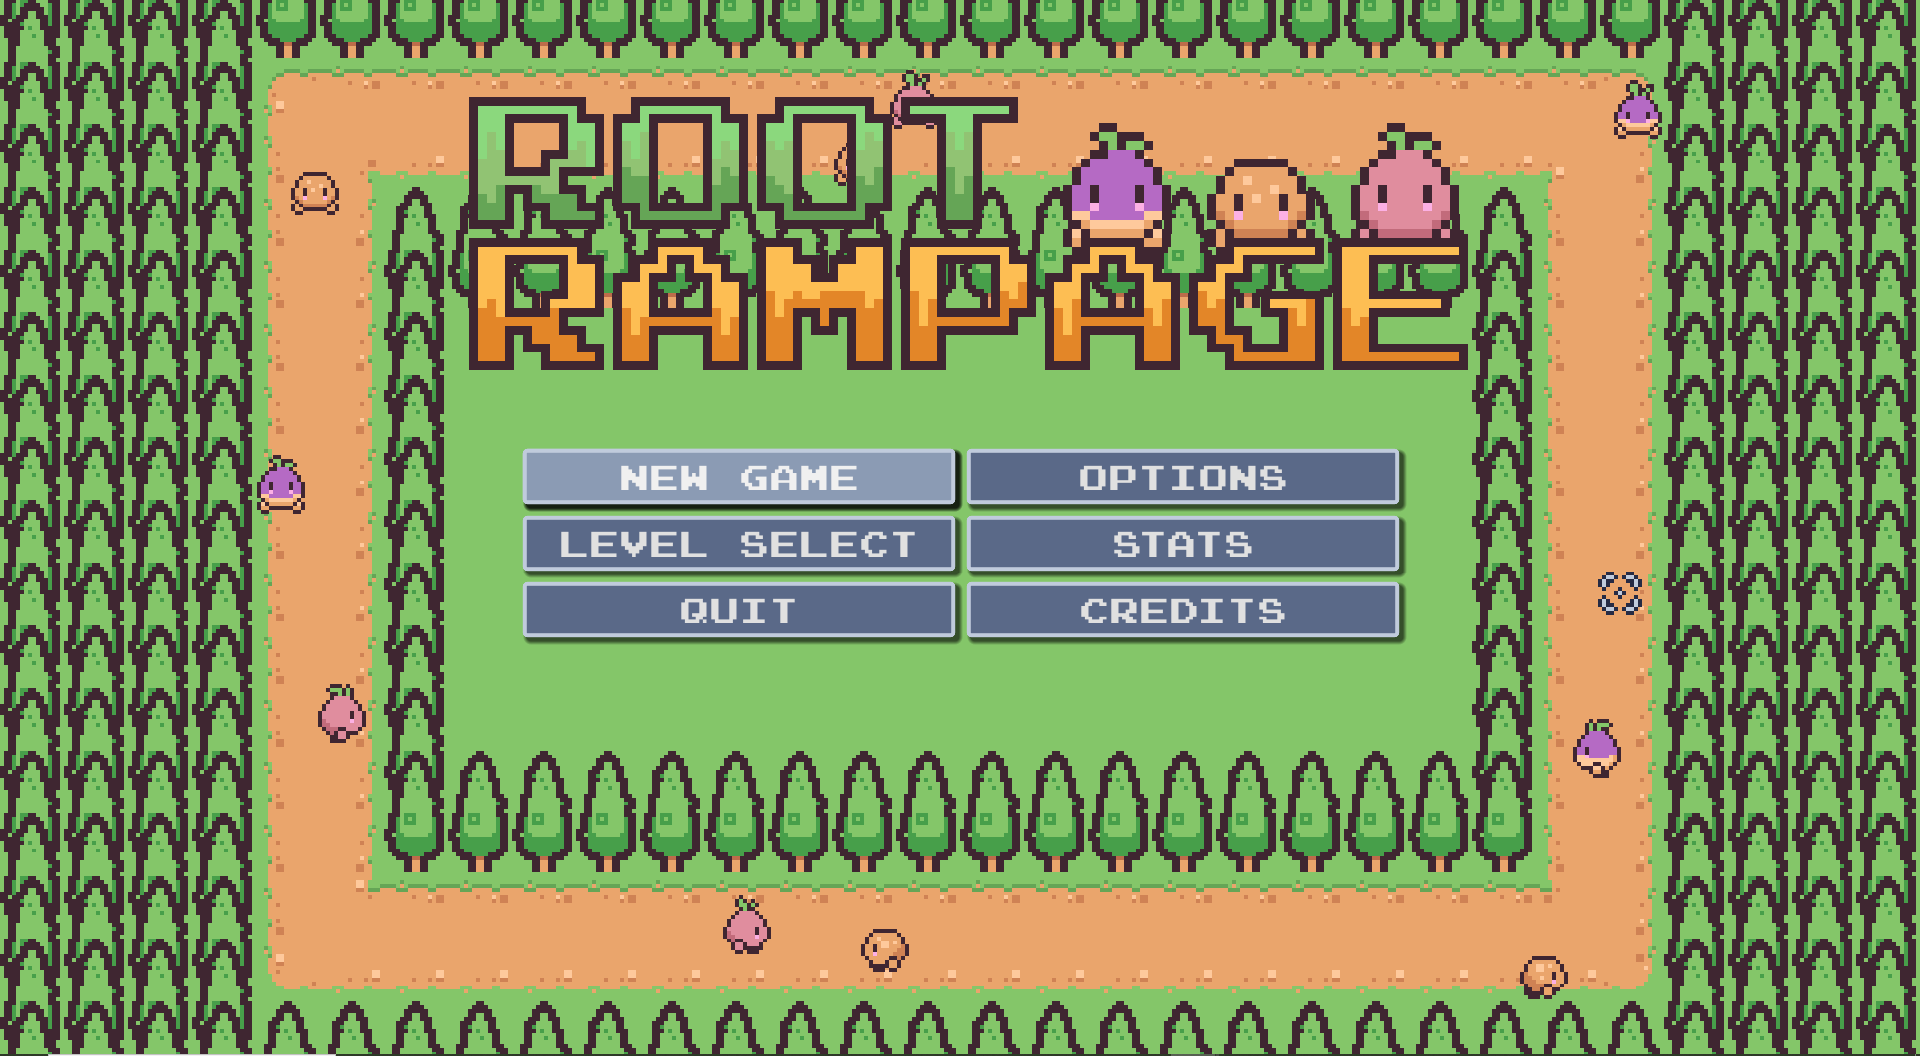 ROOT
RAMPAGE
NEW GAME
OPTIONS
LEVEL SELECT
STATS
QUIT
CREDITS